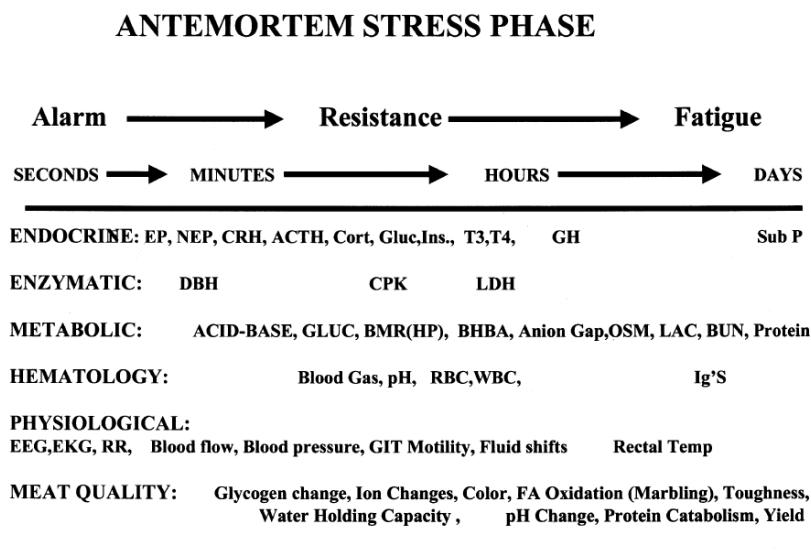 ANTEMORTEM STRESS PHASE
Alarm Resistance Fatigue
SECONDS MINUTES HOURS DAYS
ENDOCRINE: EP, NEP, CRH, ACTH, Cort, Gluc,Ins., T3,T4, GH Sub P
ENZYMATIC: DBH CPK LDH
METABOLIC: ACID-BASE, GLUC, BMR(HP), BHBA, Anion Gap,OSM, LAC, BUN, Protein
HEMATOLOGY: Blood Gas, pH, RBC,WBC, Ig'S
PHYSIOLOGICAL:
EEG,EKG, RR, Blood flow, Blood pressure, GIT Motility, Fluid shifts Rectal Temp
MEAT QUALITY: Glycogen change, Ion Changes, Color, FA Oxidation (Marbling), Toughness,
Water Holding Capacity , pH Change, Protein Catabolism, Yield